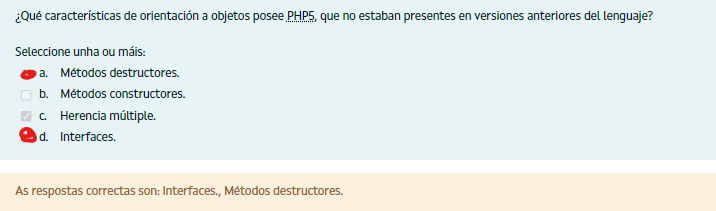 ¿Qué características de orientación a objetos posee PHP5, que no estaban presentes en versiones anteriores del lenguaje?
Seleccione unha ou máis:
a. Métodos destructores.
b. Métodos constructores.
c. Herencia múltiple.
d. Interfaces.
As respostas correctas son: Interfaces., Métodos destructores.